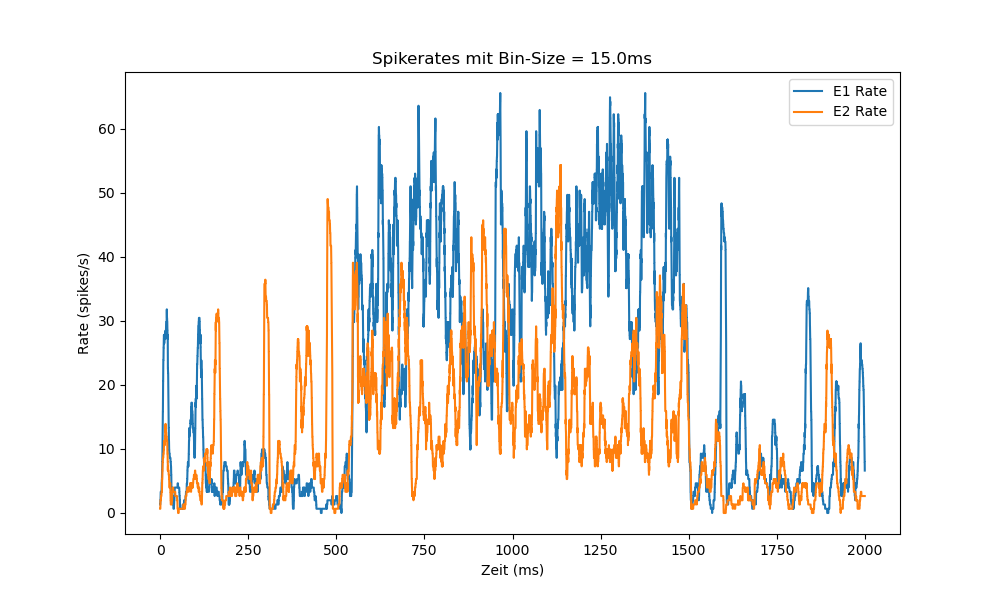 Spikerates mit Bin-Size = 15.0ms
E1 Rate
E2 Rate
Rate (spikes/s)
60
50
40
30
20
10
0
0 250 500 750 1000 1250 1500 1750 2000
Zeit (ms)